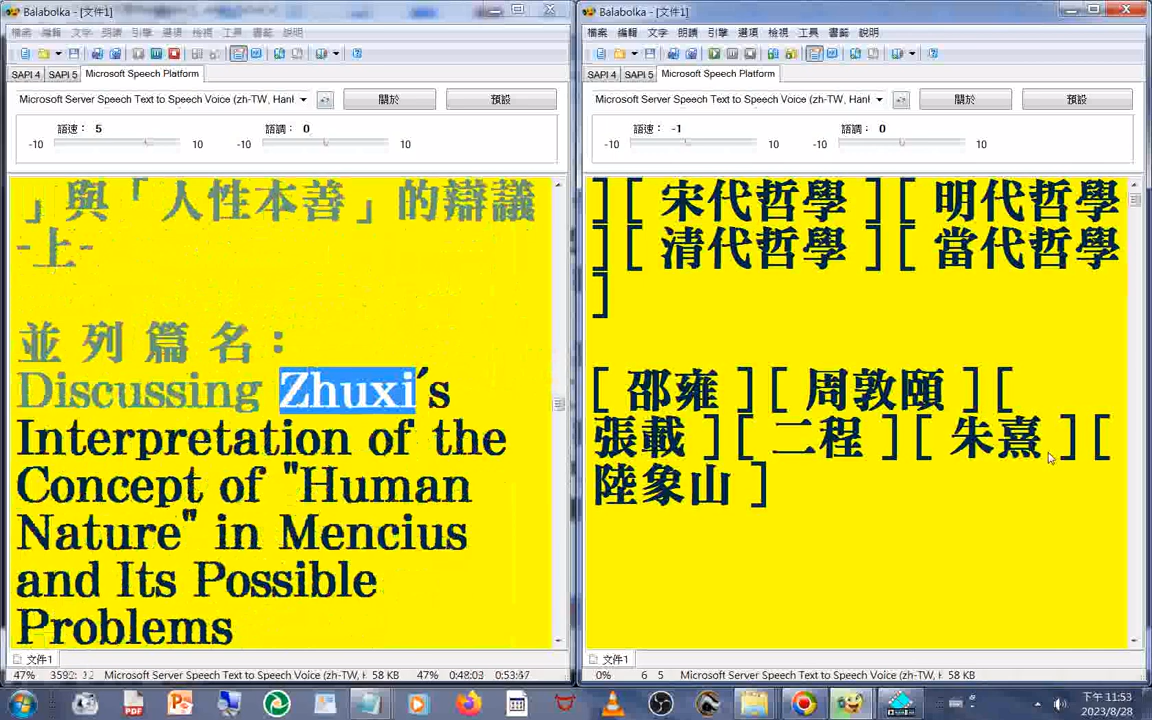 Balabolka - [文件1]
檔案 編輯 文字 朗讀 引擎 選項 檢視 工具 書籤 說明
SAPI 4 SAPI 5 Microsoft Speech Platform
Microsoft Server Speech Text to Speech Voice (zh-TW, Hanl
關於 預設
語速： 5 語調： 0
-10 10 -10 10
」與「人性本善」的辯議
-上-
並 列 篇 名：
Discussing Zhuxi′s
Interpretation of the
Concept of "Human
Nature" in Mencius
and Its Possible
Problems
文件1
47% Microsoft Server Speech Text to Speech Voice (zh-TW, H 58 KB 47% 0:48:03
Balabolka - [文件1]
檔案 編輯 文字 朗讀 引擎 選項 檢視 工具 書籤 說明
SAPI 4 SAPI 5 Microsoft Speech Platform
Microsoft Server Speech Text to Speech Voice (zh-TW, Hanl
關於 預設
語速： -1 語調： 0
-10 10 -10 10
] [ 宋代哲學 ] [ 明代哲學
] [ 清代哲學 ] [ 當代哲學
]
[ 邵雍 ] [ 周敦頤 ] [
張載 ] [ 二程 ] [ 朱熹 ] [
陸象山 ]
文件1
0% 6 5 Microsoft Server Speech Text to Speech Voice (zh-TW, H 58 KB
PDF
下午 11:53
2023/8/28